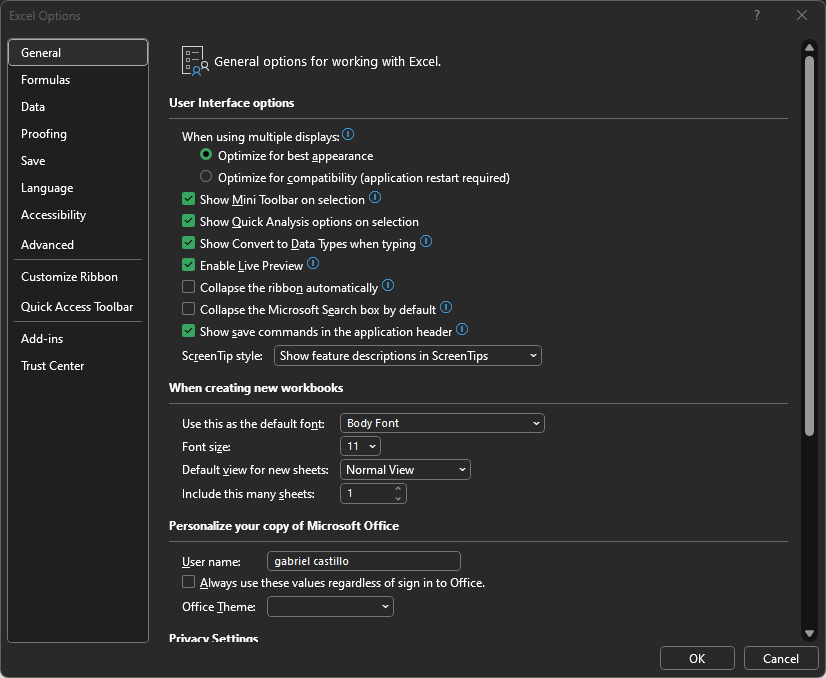 Excel Options
?
General
Formulas
Data
Proofing
Save
Language
Accessibility
Advanced
Customize Ribbon
Quick Access Toolbar
Add-ins
Trust Center
General options for working with Excel.
User Interface options
When using multiple displays:
Optimize for best appearance
Optimize for compatibility (application restart required)
Show Mini Toolbar on selection
Show Quick Analysis options on selection
Show Convert to Data Types when typing
Enable Live Preview
Collapse the ribbon automatically
Collapse the Microsoft Search box by default
Show save commands in the application header
ScreenTip style: Show feature descriptions in ScreenTips
When creating new workbooks
Use this as the default font: Body Font
Font size: 11
Default view for new sheets: Normal View
Include this many sheets: 1
Personalize your copy of Microsoft Office
User name: gabriel castillo
Always use these values regardless of sign in to Office.
Office Theme:
Privacy Settings
OK Cancel